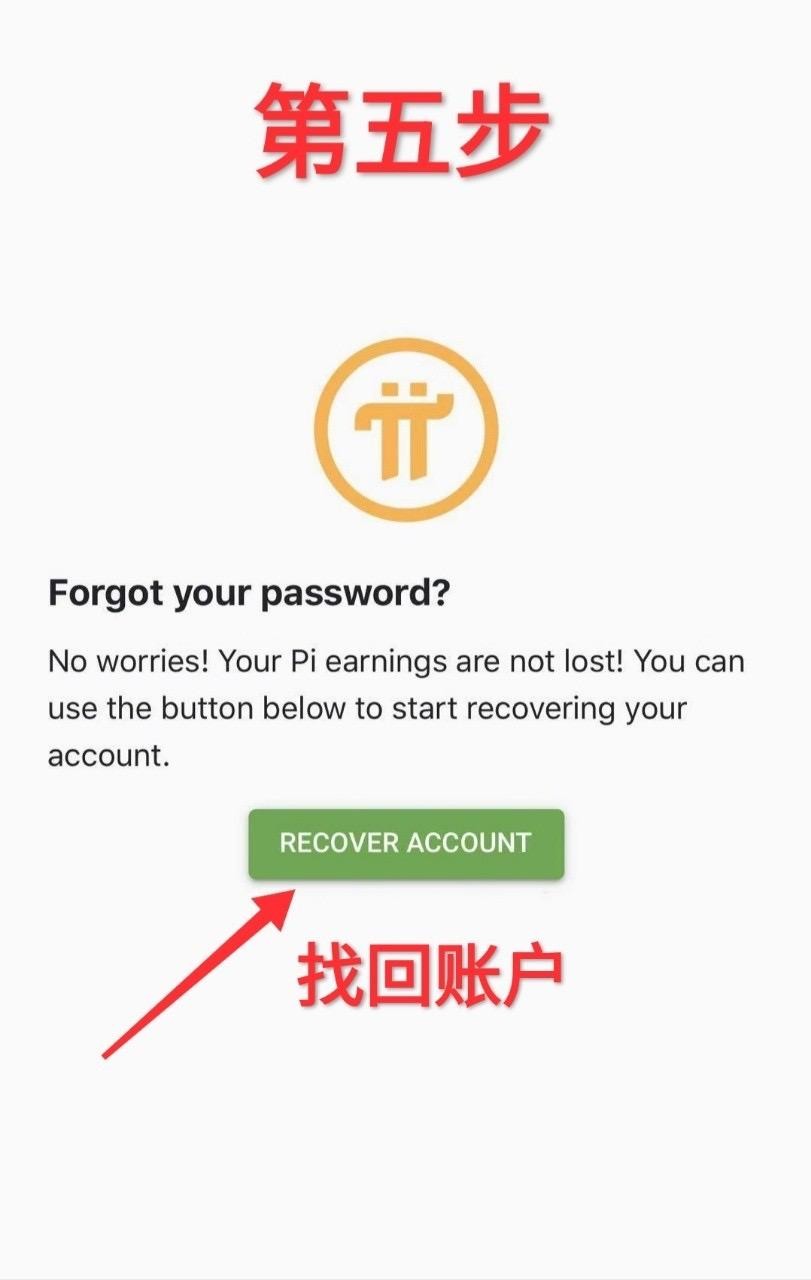 第五步
Forgot your password?
No worries! Your Pi earnings are not lost! You can
use the button below to start recovering your
account.
RECOVER ACCOUNT
找回账户